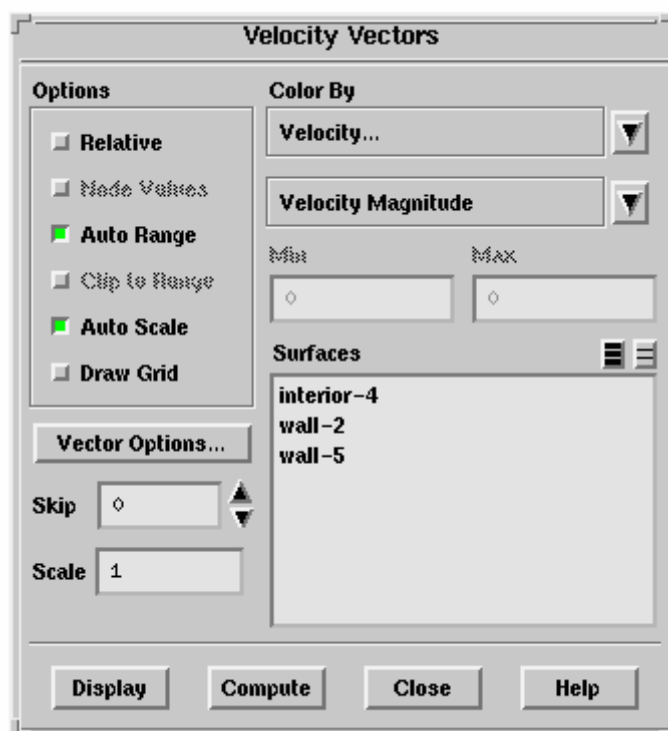 Velocity Vectors
Options
Relative
Node Values
Auto Range
Clip to Range
Auto Scale
Draw Grid
Vector Options...
Skip 0
Scale 1
Color By
Velocity...
Velocity Magnitude
Min Max
0 0
Surfaces
interior-4
wall-2
wall-5
Display Compute Close Help